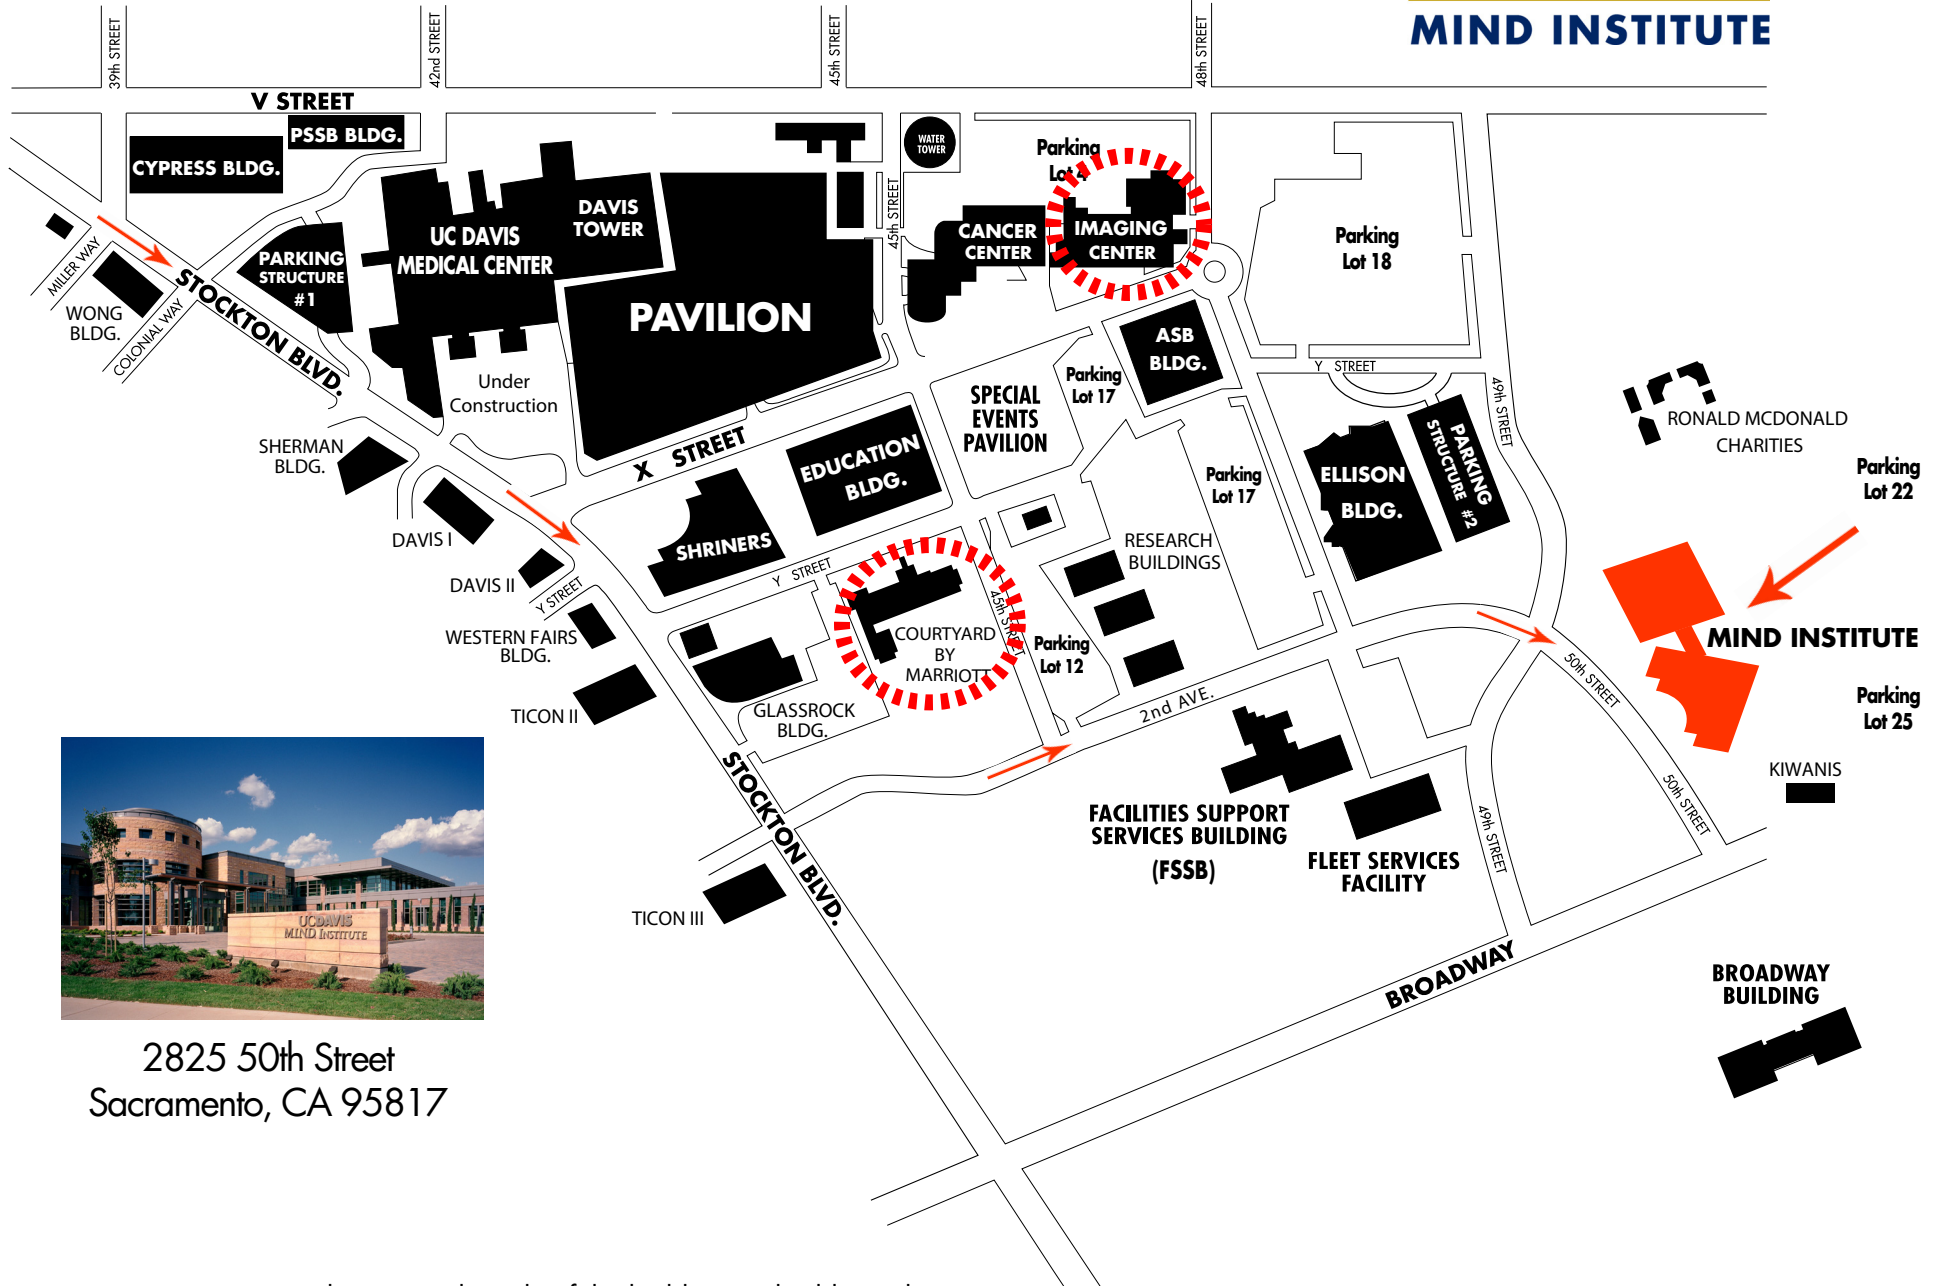 MIND INSTITUTE
39th STREET
42nd STREET
45th STREET
48th STREET
V STREET
PSSB BLDG.
CYPRESS BLDG.
WATER
TOWER
Parking
Lot 4
DAVIS
TOWER
UC DAVIS
MEDICAL CENTER
45th STREET
CANCER
CENTER
IMAGING
CENTER
Parking
Lot 18
MILLER WAY
PARKING
STRUCTURE
#1
WONG
BLDG.
COLONIAL WAY
STOCKTON BLVD.
PAVILION
ASB
BLDG.
Under
Construction
Y STREET
Parking
Lot 17
SPECIAL
EVENTS
PAVILION
49th STREET
RONALD MCDONALD
CHARITIES
SHERMAN
BLDG.
X STREET
EDUCATION
BLDG.
Parking
Lot 17
ELLISON
BLDG.
PARKING
STRUCTURE #2
Parking
Lot 22
DAVIS I
SHRINERS
RESEARCH
BUILDINGS
DAVIS II
Y STREET
Y STREET
45th STREET
WESTERN FAIRS
BLDG.
COURTYARD
BY
MARRIOTT
Parking
Lot 12
MIND INSTITUTE
50th STREET
TICON II
GLASSROCK
BLDG.
2nd AVE.
Parking
Lot 25
KIWANIS
STOCKTON BLVD.
FACILITIES SUPPORT
SERVICES BUILDING
(FSSB)
FLEET SERVICES
FACILITY
49th STREET
50th STREET
TICON III
UCDAVIS
MIND INSTITUTE
BROADWAY
BROADWAY
BUILDING
2825 50th Street
Sacramento, CA 95817